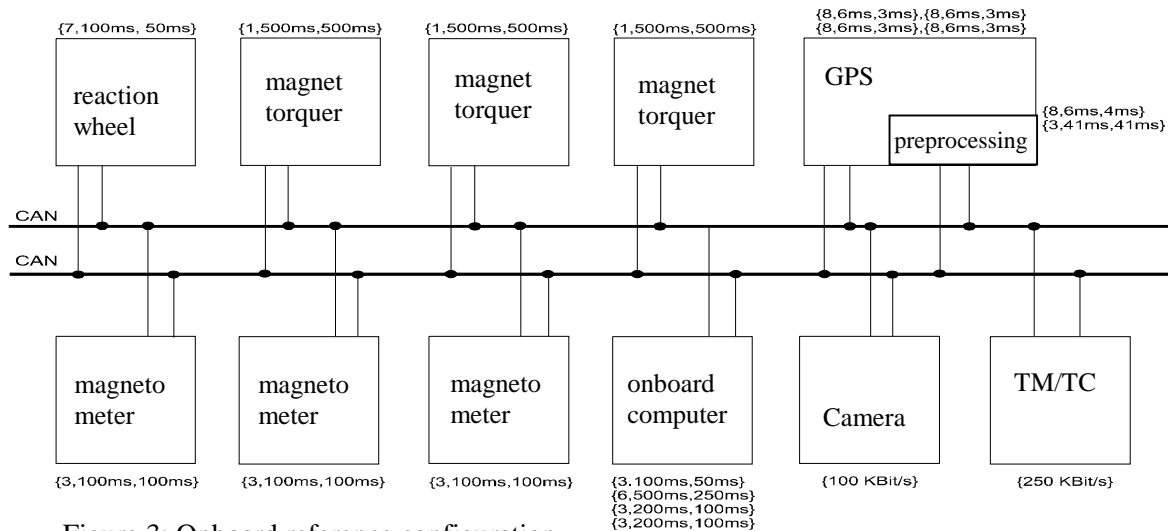 {7,100ms, 50ms}
{1,500ms,500ms}
{1,500ms,500ms}
{1,500ms,500ms}
{8,6ms,3ms},{8,6ms,3ms}
{8,6ms,3ms},{8,6ms,3ms}
reaction
wheel
magnet
torquer
magnet
torquer
magnet
torquer
GPS
{8,6ms,4ms}
{3,41ms,41ms}
preprocessing
CAN
CAN
magneto
meter
magneto
meter
magneto
meter
onboard
computer
Camera
TM/TC
{3,100ms,100ms}
{3,100ms,100ms}
{3,100ms,100ms}
{3.100ms,50ms}
{6,500ms,250ms}
{3,200ms,100ms}
{3,200ms,100ms}
{100 KBit/s}
{250 KBit/s}
Figure 3: Onboard reference configuration